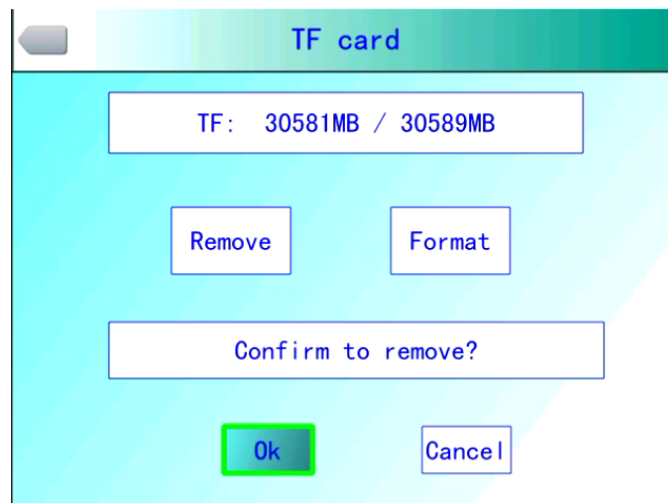 TF card
TF: 30581MB / 30589MB
Remove Format
Confirm to remove?
Ok Cancel